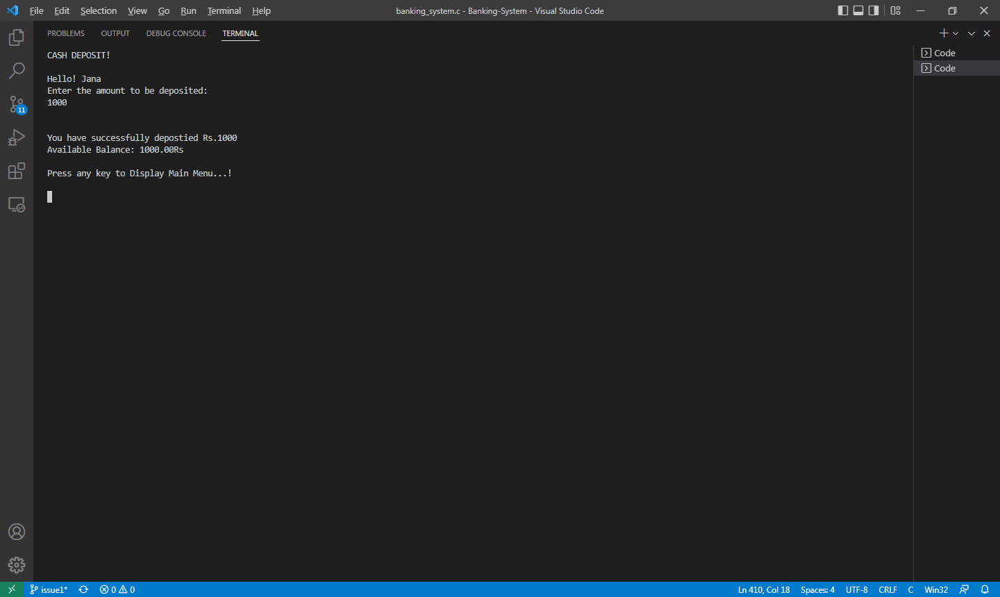 File Edit Selection View Go Run Terminal Help banking_system.c - Banking-System - Visual Studio Code
PROBLEMS OUTPUT DEBUG CONSOLE TERMINAL
CASH DEPOSIT!
Hello! Jana
Enter the amount to be deposited:
1000
You have successfully depostied Rs.1000
Available Balance: 1000.00Rs
Press any key to Display Main Menu...!
Code
Code
11
issue1* 0 0 Ln 410, Col 18 Spaces: 4 UTF-8 CRLF C Win32